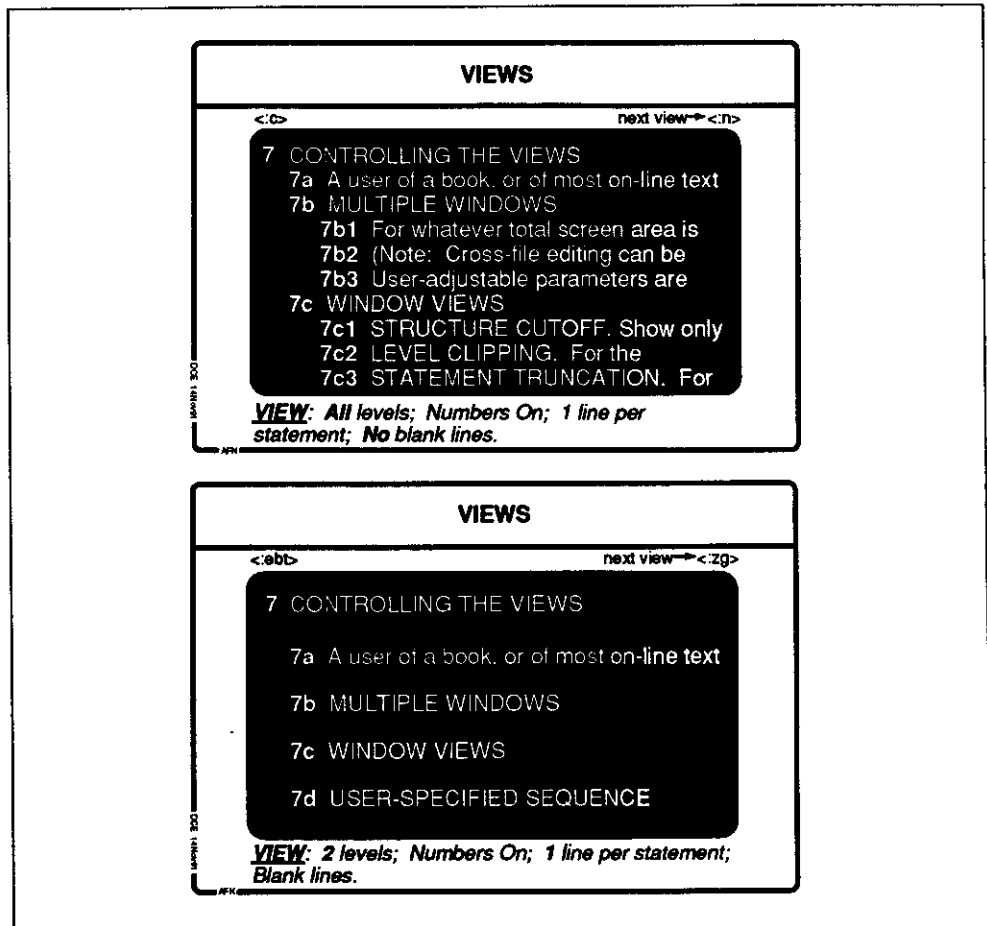 VIEWS
<:c> next view→<:n>
7 CONTROLLING THE VIEWS
7a A user of a book, or of most on-line text
7b MULTIPLE WINDOWS
7b1 For whatever total screen area is
7b2 (Note: Cross-file editing can be
7b3 User-adjustable parameters are
7c WINDOW VIEWS
7c1 STRUCTURE CUTOFF. Show only
7c2 LEVEL CLIPPING. For the
7c3 STATEMENT TRUNCATION. For
VIEW: All levels; Numbers On; 1 line per
statement; No blank lines.
VIEWS
<:ebt> next view→<:zg>
7 CONTROLLING THE VIEWS
7a A user of a book, or of most on-line text
7b MULTIPLE WINDOWS
7c WINDOW VIEWS
7d USER-SPECIFIED SEQUENCE
VIEW: 2 levels; Numbers On; 1 line per statement;
Blank lines.
AFK